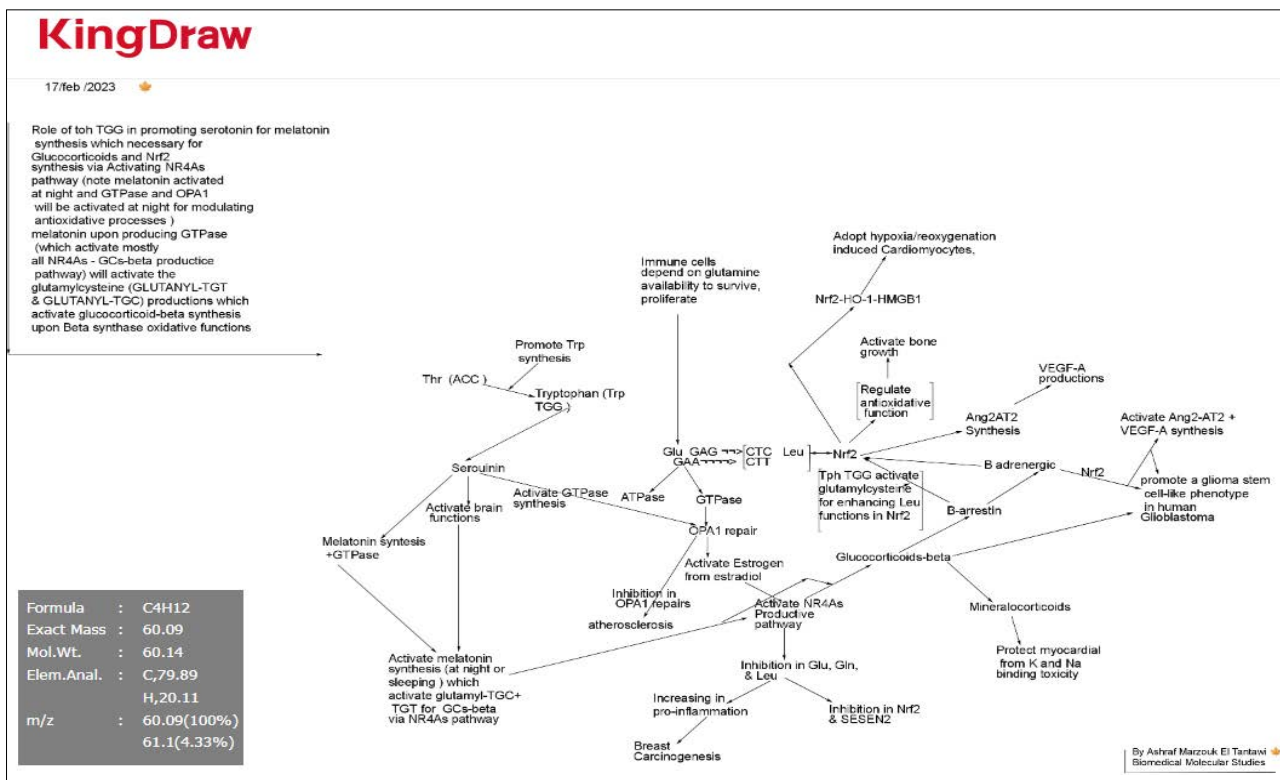 KingDraw
17/feb /2023
Role of toh TGG in promoting serotonin for melatonin
synthesis which necessary for
Glucocorticoids and Nrf2
synthesis via Activating NR4As
pathway (note melatonin activated
at night and GTPase and OPA1
will be activated at night for modulating
antioxidative processes )
melatonin upon producing GTPase
(which activate mostly
all NR4As - GCs-beta productice
pathway) will activate the
glutamylcysteine (GLUTANYL-TGT
& GLUTANYL-TGC) productions which
activate glucocorticoid-beta synthesis
upon Beta synthase oxidative functions
Adopt hypoxia/reoxygenation
induced Cardiomyocytes,
Immune cells
depend on glutamine
availability to survive,
proliferate
Nrf2-HO-1-HMGB1
Promote Trp
synthesis
Activate bone
growth
VEGF-A
productions
Thr (ACC )
Tryptophan (Trp
TGG )
Regulate
antioxidative
function
Ang2AT2
Synthesis
Activate Ang2-AT2 +
VEGF-A synthesis
Glu GAG CTC Leu Nrf2
GAA CTT
Serouinin
B adrenergic
Nrf2
promote a glioma stem
cell-like phenotype
in human
Glioblastoma
Tph TGG activate
glutamylcysteine
for enhancing Leu
functions in Nrf2
Activate GTPase
synthesis
ATPase
GTPase
Activate brain
functions
B-arrestin
OPA1 repair
Melatonin syntesis
+GTPase
Glucocorticoids-beta
Activate Estrogen
from estradiol
Inhibition in
OPA1 repairs
atherosclerosis
Activate NR4As
Productive
pathway
Mineralocorticoids
Protect myocardial
from K and Na
binding toxicity
Activate melatonin
synthesis (at night or
sleeping ) which
activate glutamyl-TGC+
TGT for GCs-beta
via NR4As pathway
Inhibition in Glu, Gln,
& Leu
Increasing in
pro-inflammation
Inhibition in Nrf2
& SESEN2
Breast
Carcinogenesis
Formula : C4H12
Exact Mass : 60.09
Mol.Wt. : 60.14
Elem.Anal. : C,79.89
H,20.11
m/z : 60.09(100%)
61.1(4.33%)
By Ashraf Marzouk El Tantawi
Biomedical Molecular Studies